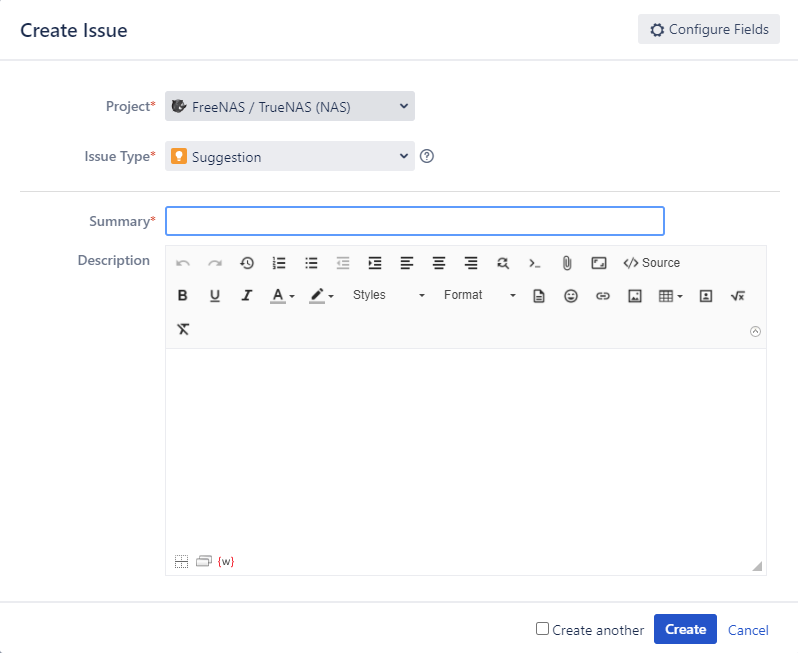 Create Issue
Configure Fields
Project*
FreeNAS / TrueNAS (NAS)
Issue Type*
Suggestion
Summary*
Description
Source
B U I A Styles Format
{w}
Create another
Create
Cancel